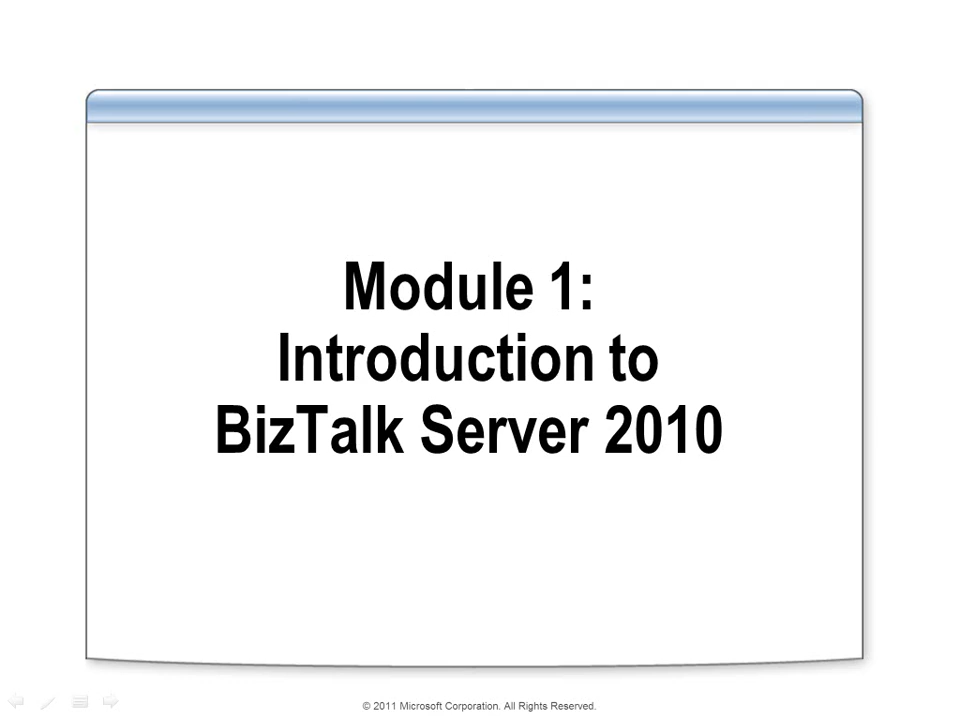 Module 1:
Introduction to
BizTalk Server 2010
© 2011 Microsoft Corporation. All Rights Reserved.